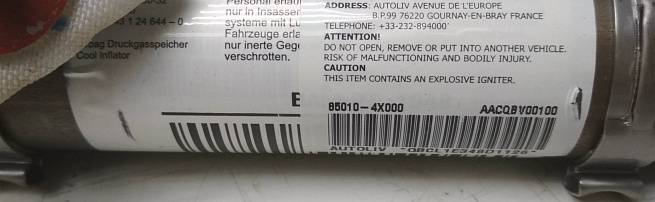 3 1 24 644 – 0
bag Druckgasspeicher
Cool Inflator
Personal erlau
nur in Insassen
systeme mit Lu
Fahrzeuge erla
nur inerte Gege
verschrotten.
E
ADDRESS: AUTOLIV AVENUE DE L'EUROPE
B.P.99 76220 GOURNAY-EN-BRAY FRANCE
TELEPHONE: +33-232-894000
ATTENTION!
DO NOT OPEN, REMOVE OR PUT INTO ANOTHER VEHICLE.
RISK OF MALFUNCTIONING AND BODILY INJURY.
CAUTION
THIS ITEM CONTAINS AN EXPLOSIVE IGNITER.
85010-4X000 AACQBV00100
AUTOLIV